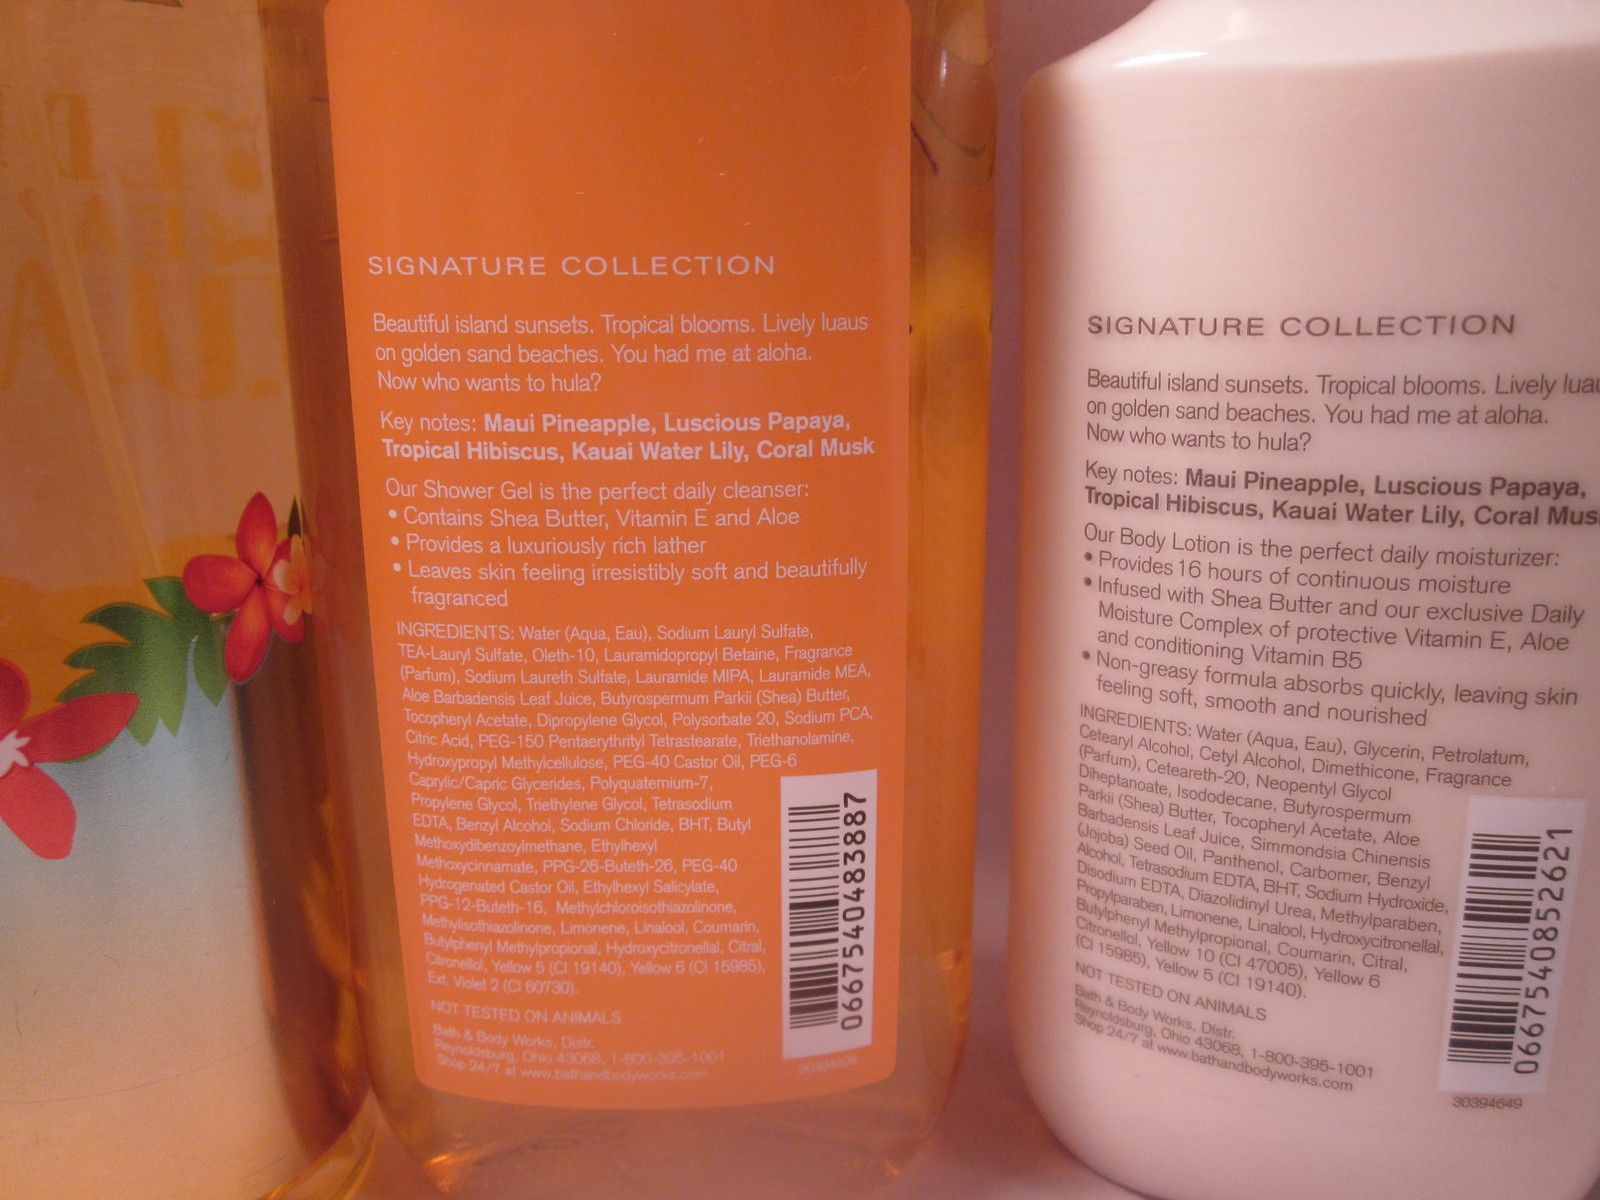 SIGNATURE COLLECTION
Beautiful island sunsets. Tropical blooms. Lively luaus
on golden sand beaches. You had me at aloha.
Now who wants to hula?
Key notes: Maui Pineapple, Luscious Papaya,
Tropical Hibiscus, Kauai Water Lily, Coral Musk
Our Shower Gel is the perfect daily cleanser:
• Contains Shea Butter, Vitamin E and Aloe
• Provides a luxuriously rich lather
• Leaves skin feeling irresistibly soft and beautifully
fragranced
INGREDIENTS: Water (Aqua, Eau), Sodium Lauryl Sulfate,
TEA-Lauryl Sulfate, Oleth-10, Lauramidopropyl Betaine, Fragrance
(Parfum), Sodium Laureth Sulfate, Lauramide MIPA, Lauramide MEA,
Aloe Barbadensis Leaf Juice, Butyrospermum Parkii (Shea) Butter,
Tocopheryl Acetate, Dipropylene Glycol, Polysorbate 20, Sodium PCA,
Citric Acid, PEG-150 Pentaerythrityl Tetrastearate, Triethanolamine,
Hydroxypropyl Methylcellulose, PEG-40 Castor Oil, PEG-6
Caprylic/Capric Glycerides, Polyquaternium-7,
Propylene Glycol, Triethylene Glycol, Tetrasodium
EDTA, Benzyl Alcohol, Sodium Chloride, BHT, Butyl
Methoxydibenzoylmethane, Ethylhexyl
Methoxycinnamate, PPG-26-Buteth-26, PEG-40
Hydrogenated Castor Oil, Ethylhexyl Salicylate,
PPG-12-Buteth-16, Methylchloroisothiazolinone,
Methylisothiazolinone, Limonene, Linalool, Coumarin,
Butylphenyl Methylpropional, Hydroxycitronellal, Citral,
Citronellol, Yellow 5 (CI 19140), Yellow 6 (CI 15985),
Ext. Violet 2 (CI 60730).
NOT TESTED ON ANIMALS
Bath & Body Works, Distr.
Reynoldsburg, Ohio 43068, 1-800-395-1001
Shop 24/7 at www.bathandbodyworks.com
0667540483887
SIGNATURE COLLECTION
Beautiful island sunsets. Tropical blooms. Lively luau
on golden sand beaches. You had me at aloha.
Now who wants to hula?
Key notes: Maui Pineapple, Luscious Papaya,
Tropical Hibiscus, Kauai Water Lily, Coral Mus
Our Body Lotion is the perfect daily moisturizer:
• Provides 16 hours of continuous moisture
• Infused with Shea Butter and our exclusive Daily
Moisture Complex of protective Vitamin E, Aloe
and conditioning Vitamin B5
• Non-greasy formula absorbs quickly, leaving skin
feeling soft, smooth and nourished
INGREDIENTS: Water (Aqua, Eau), Glycerin, Petrolatum,
Cetearyl Alcohol, Cetyl Alcohol, Dimethicone, Fragrance
(Parfum), Ceteareth-20, Neopentyl Glycol
Diheptanoate, Isododecane, Butyrospermum
Parkii (Shea) Butter, Tocopheryl Acetate, Aloe
Barbadensis Leaf Juice, Simmondsia Chinensis
(Jojoba) Seed Oil, Panthenol, Carbomer, Benzyl
Alcohol, Tetrasodium EDTA, BHT, Sodium Hydroxide,
Disodium EDTA, Diazolidinyl Urea, Methylparaben,
Propylparaben, Limonene, Linalool, Hydroxycitronellal,
Butylphenyl Methylpropional, Coumarin, Citral,
Citronellol, Yellow 10 (CI 47005), Yellow 6
(CI 15985), Yellow 5 (CI 19140).
NOT TESTED ON ANIMALS
Bath & Body Works, Distr.
Reynoldsburg, Ohio 43068, 1-800-395-1001
Shop 24/7 at www.bathandbodyworks.com
0667540852621
30394649